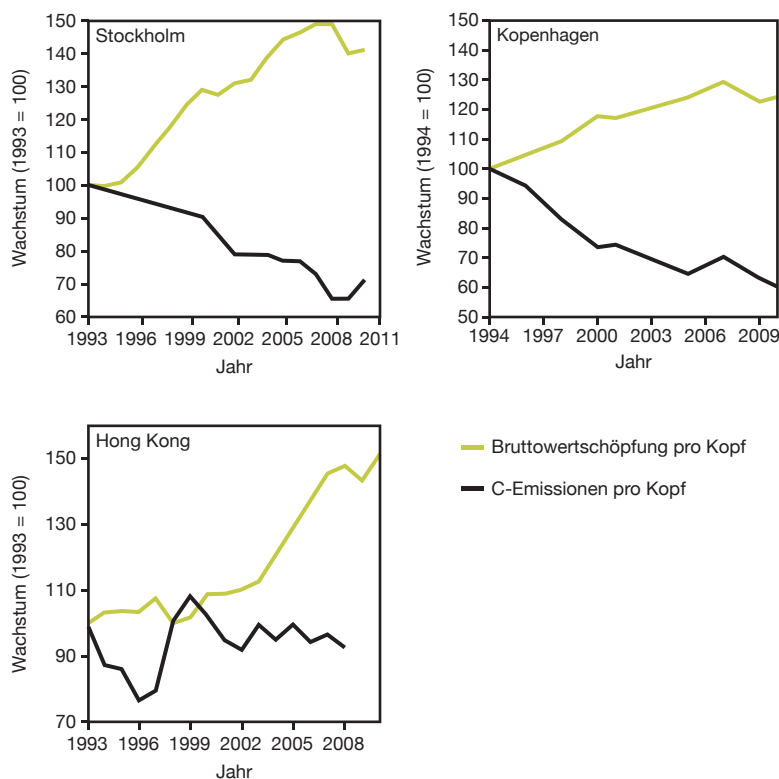 Stockholm
Wachstum (1993 = 100)
150
140
130
120
110
100
90
80
70
60
1993 1996 1999 2002 2005 2008 2011
Jahr
Kopenhagen
Wachstum (1994 = 100)
150
140
130
120
110
100
90
80
70
60
50
1994 1997 2000 2003 2006 2009
Jahr
Hong Kong
Wachstum (1993 = 100)
150
130
110
90
70
1993 1996 1999 2002 2005 2008
Jahr
Bruttowertschöpfung pro Kopf
C-Emissionen pro Kopf